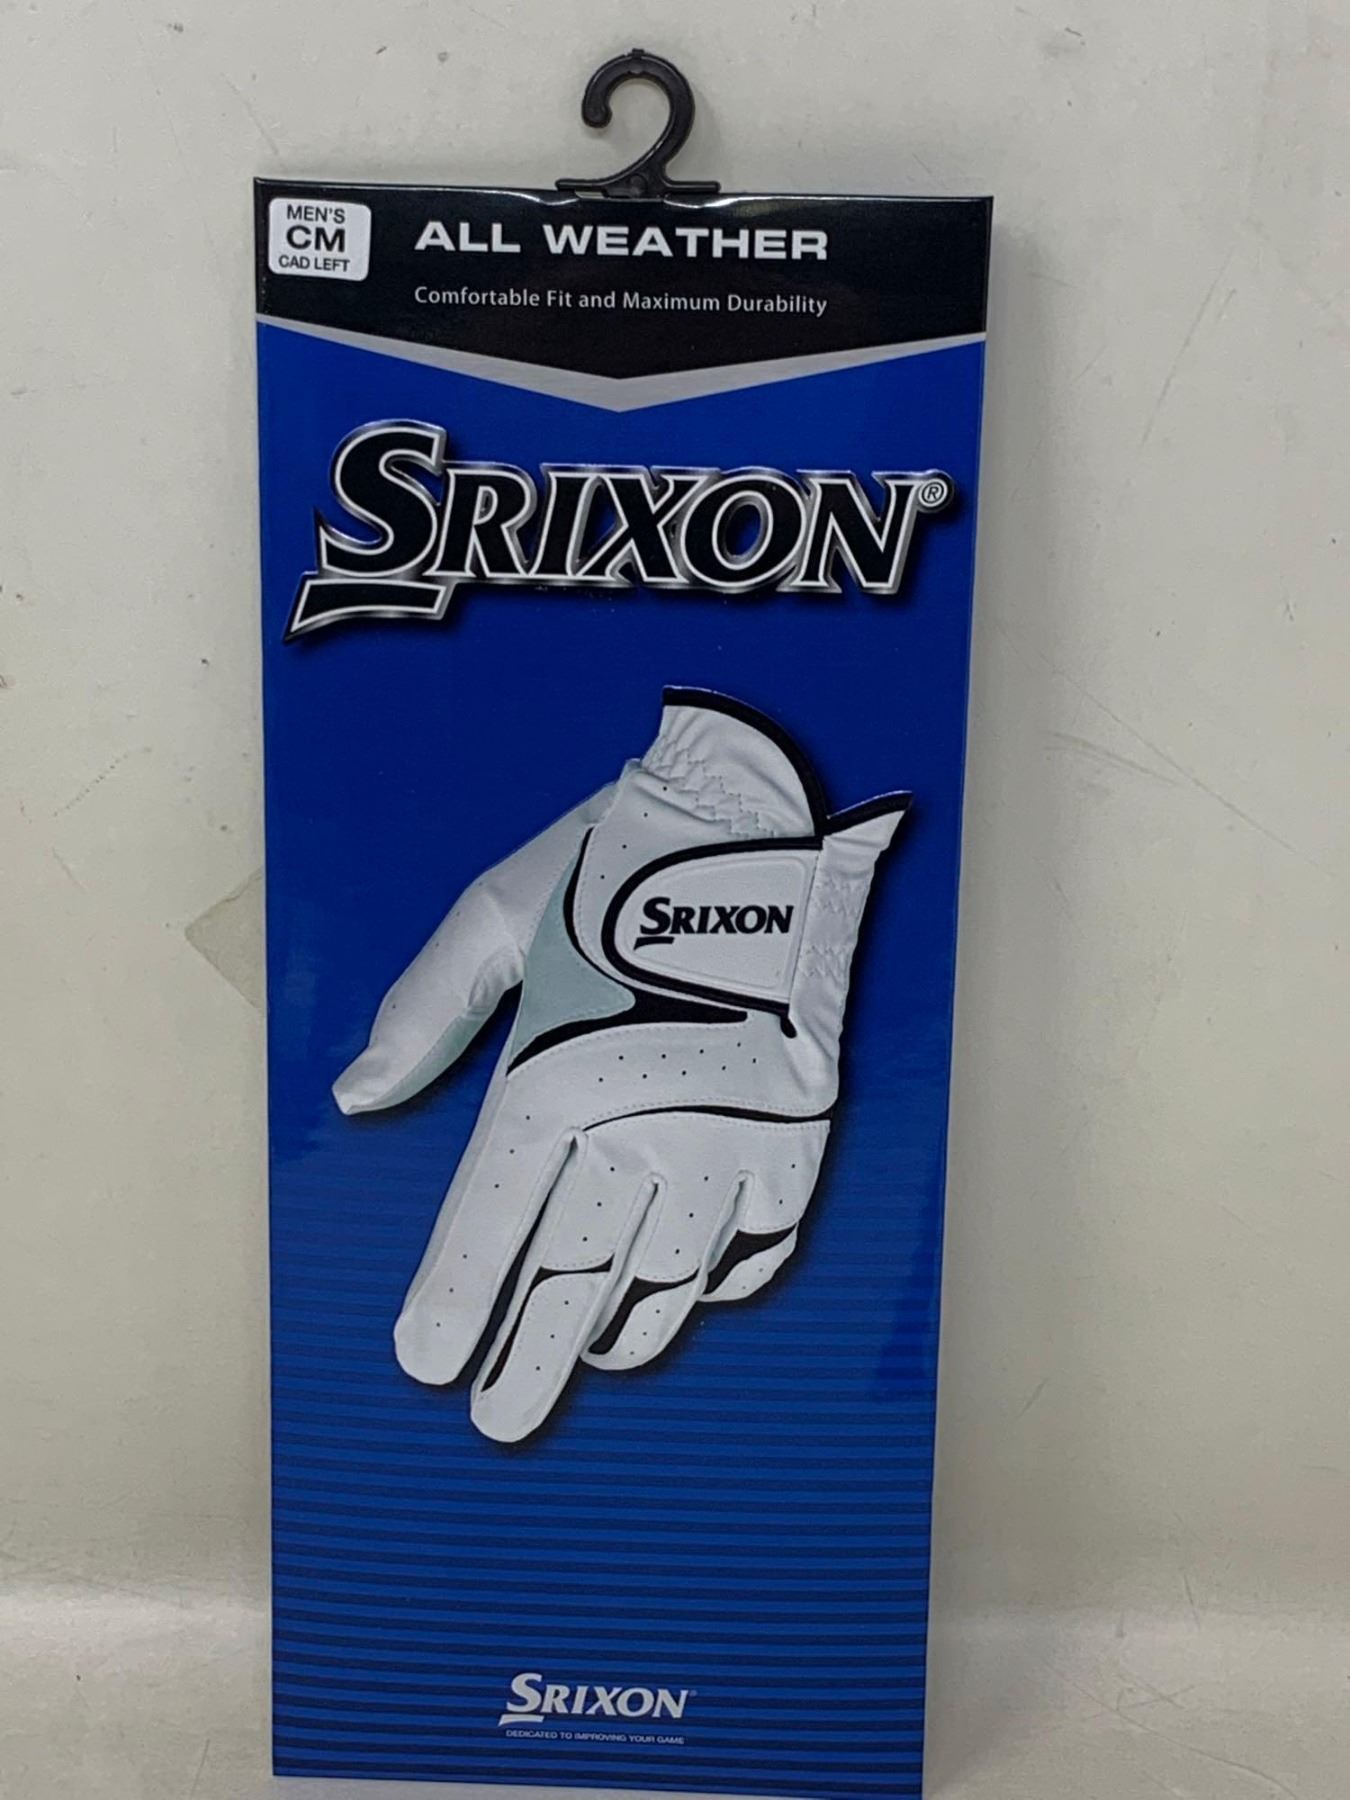 MEN'S
CM
CAD LEFT
ALL WEATHER
Comfortable Fit and Maximum Durability
SRIXON®
SRIXON
SRIXON®
DEDICATED TO IMPROVING YOUR GAME